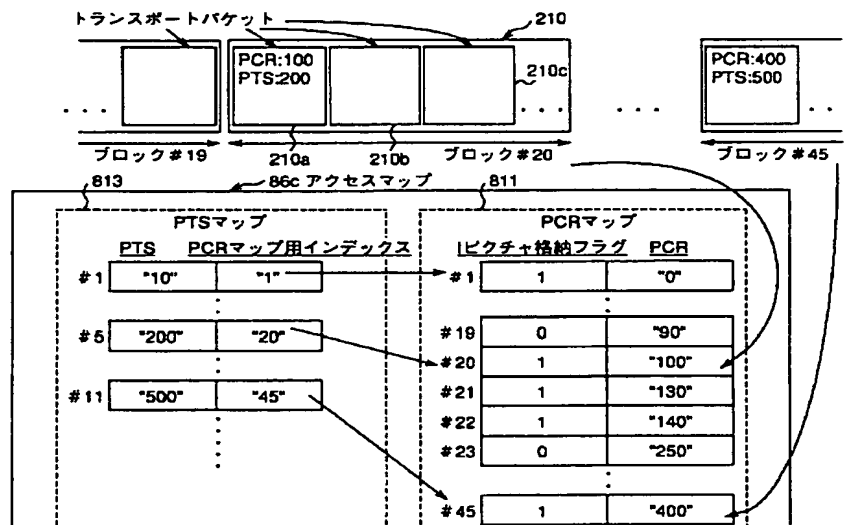 トランスポートパケット
210
PCR:100
PTS:200
210c
PCR:400
PTS:500
. . .
. . .
. . .
. .
ブロック#19
210a
210b
ブロック#20
ブロック#45
813
86c アクセスマップ
811
PTSマップ
PCRマップ
PTS PCRマップ用インデックス
Iピクチャ格納フラグ PCR
#1 "10" "1"
#1 1 "0"
#5 "200" "20"
#19 0 "90"
#20 1 "100"
#11 "500" "45"
#21 1 "130"
#22 1 "140"
#23 0 "250"
#45 1 "400"